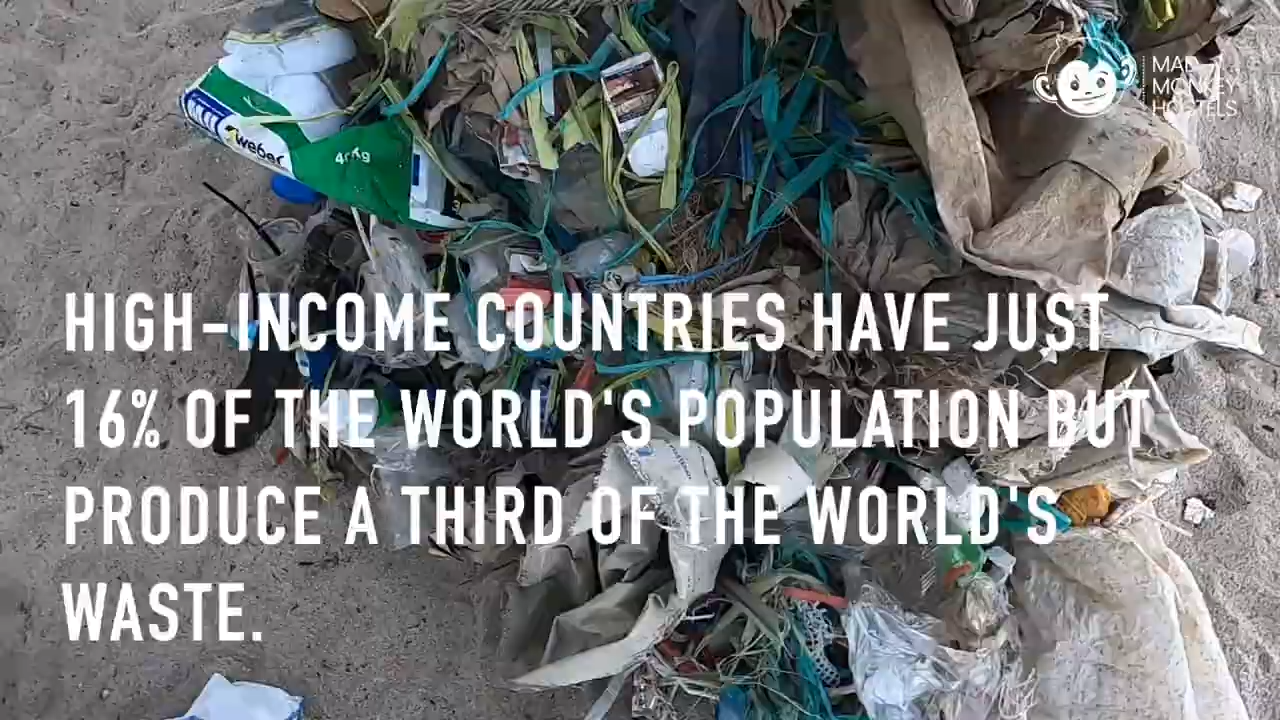 MAD
MONKEY
HOSTELS
weber
HIGH-INCOME COUNTRIES HAVE JUST
16% OF THE WORLD'S POPULATION BUT
PRODUCE A THIRD OF THE WORLD'S
WASTE.